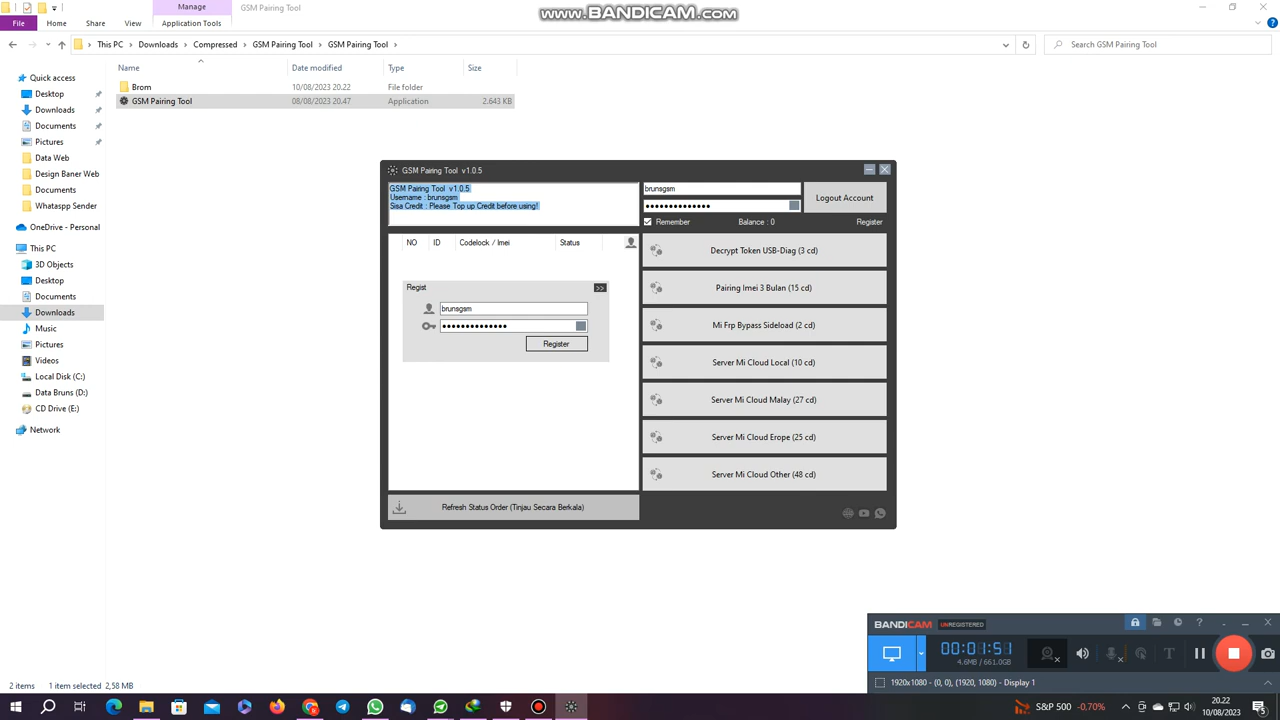 Manage
GSM Pairing Tool
WWW.BANDICAM.COM
File
Home
Share
View
Application Tools
This PC > Downloads > Compressed > GSM Pairing Tool > GSM Pairing Tool >
Search GSM Pairing Tool
Name
Date modified
Type
Size
Quick access
Desktop
Downloads
Documents
Pictures
Data Web
Design Baner Web
Documents
Whataspp Sender
OneDrive - Personal
This PC
3D Objects
Desktop
Documents
Downloads
Music
Pictures
Videos
Local Disk (C:)
Data Bruns (D:)
CD Drive (E:)
Network
Brom
10/08/2023 20.22
File folder
GSM Pairing Tool
08/08/2023 20.47
Application
2.643 KB
GSM Pairing Tool v1.0.5
GSM Pairing Tool v1.0.5
Username : brunsgsm
Sisa Credit : Please Top up Credit before using!
brunsgsm
••••••••••••••
Logout Account
Remember
Balance : 0
Register
NO
ID
Codelock / Imei
Status
Regist
>>
brunsgsm
••••••••••••••
Register
Decrypt Token USB-Diag (3 cd)
Pairing Imei 3 Bulan (15 cd)
Mi Frp Bypass Sideload (2 cd)
Server Mi Cloud Local (10 cd)
Server Mi Cloud Malay (27 cd)
Server Mi Cloud Erope (25 cd)
Server Mi Cloud Other (48 cd)
Refresh Status Order (Tinjau Secara Berkala)
BANDICAM
UNREGISTERED
00:01:51
4.6MB / 661.0GB
1920x1080 - (0, 0), (1920, 1080) - Display 1
2 items
1 item selected 2,58 MB
S&P 500 -0,70%
20.22
10/08/2023